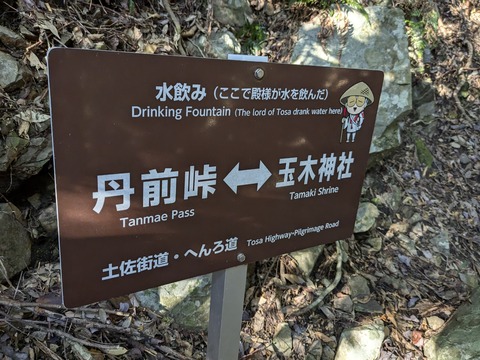 水飲み（ここで殿様が水を飲んだ）
Drinking Fountain (The lord of Tosa drank water here)
丹前峠 ↔ 玉木神社
Tanmae Pass Tamaki Shrine
土佐街道・へんろ道 Tosa Highway・Pilgrimage Road